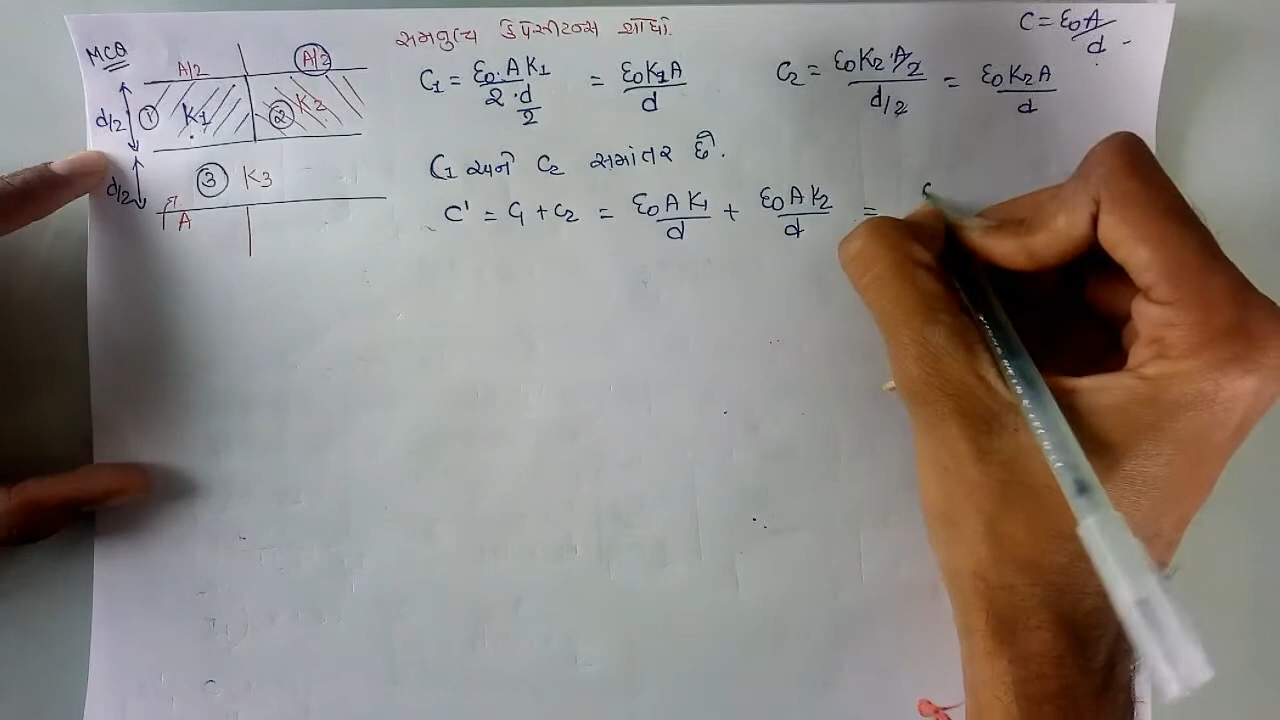 MCQ
સમતુલ્ય કેપેસીટન્સ શોધો.
C = ε0A/d
A/2 A/2
d/2 ① K1 ② K2
C1 = ε0.AK1/2.d/2 = ε0K1A/d
C2 = ε0K2.A/2/d/2 = ε0K2A/d
C1 અને C2 સમાંતર છે.
d/2 ③ K3
A
C' = C1 + C2 = ε0AK1/d + ε0AK2/d =